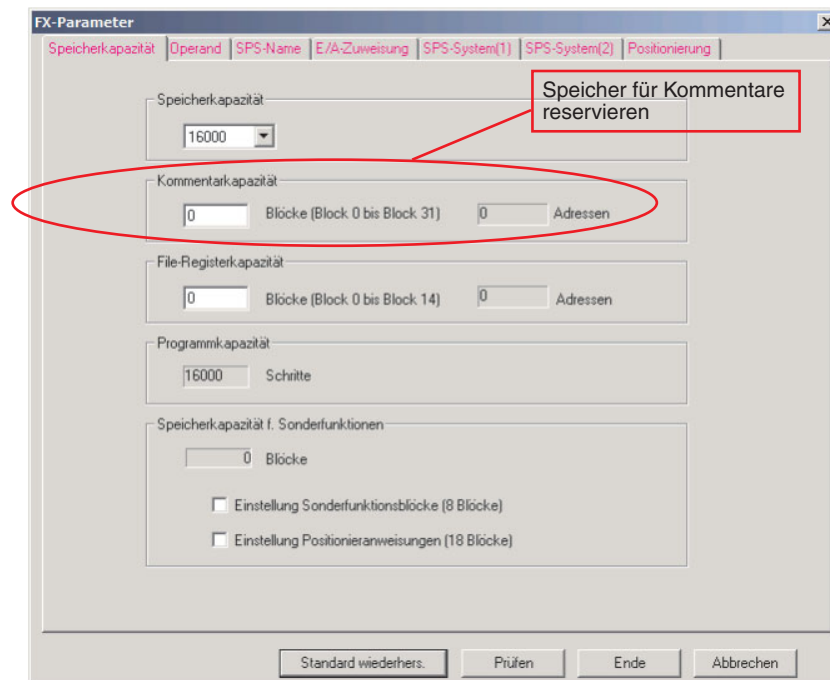 FX-Parameter
Speicherkapazität Operand SPS-Name E/A-Zuweisung SPS-System(1) SPS-System(2) Positionierung
Speicher für Kommentare
reservieren
Speicherkapazität
16000
Kommentarkapazität
0 Blöcke (Block 0 bis Block 31) 0 Adressen
File-Registerkapazität
0 Blöcke (Block 0 bis Block 14) 0 Adressen
Programmkapazität
16000 Schritte
Speicherkapazität f. Sonderfunktionen
0 Blöcke
Einstellung Sonderfunktionsblöcke (8 Blöcke)
Einstellung Positionieranweisungen (18 Blöcke)
Standard wiederhers. Prüfen Ende Abbrechen